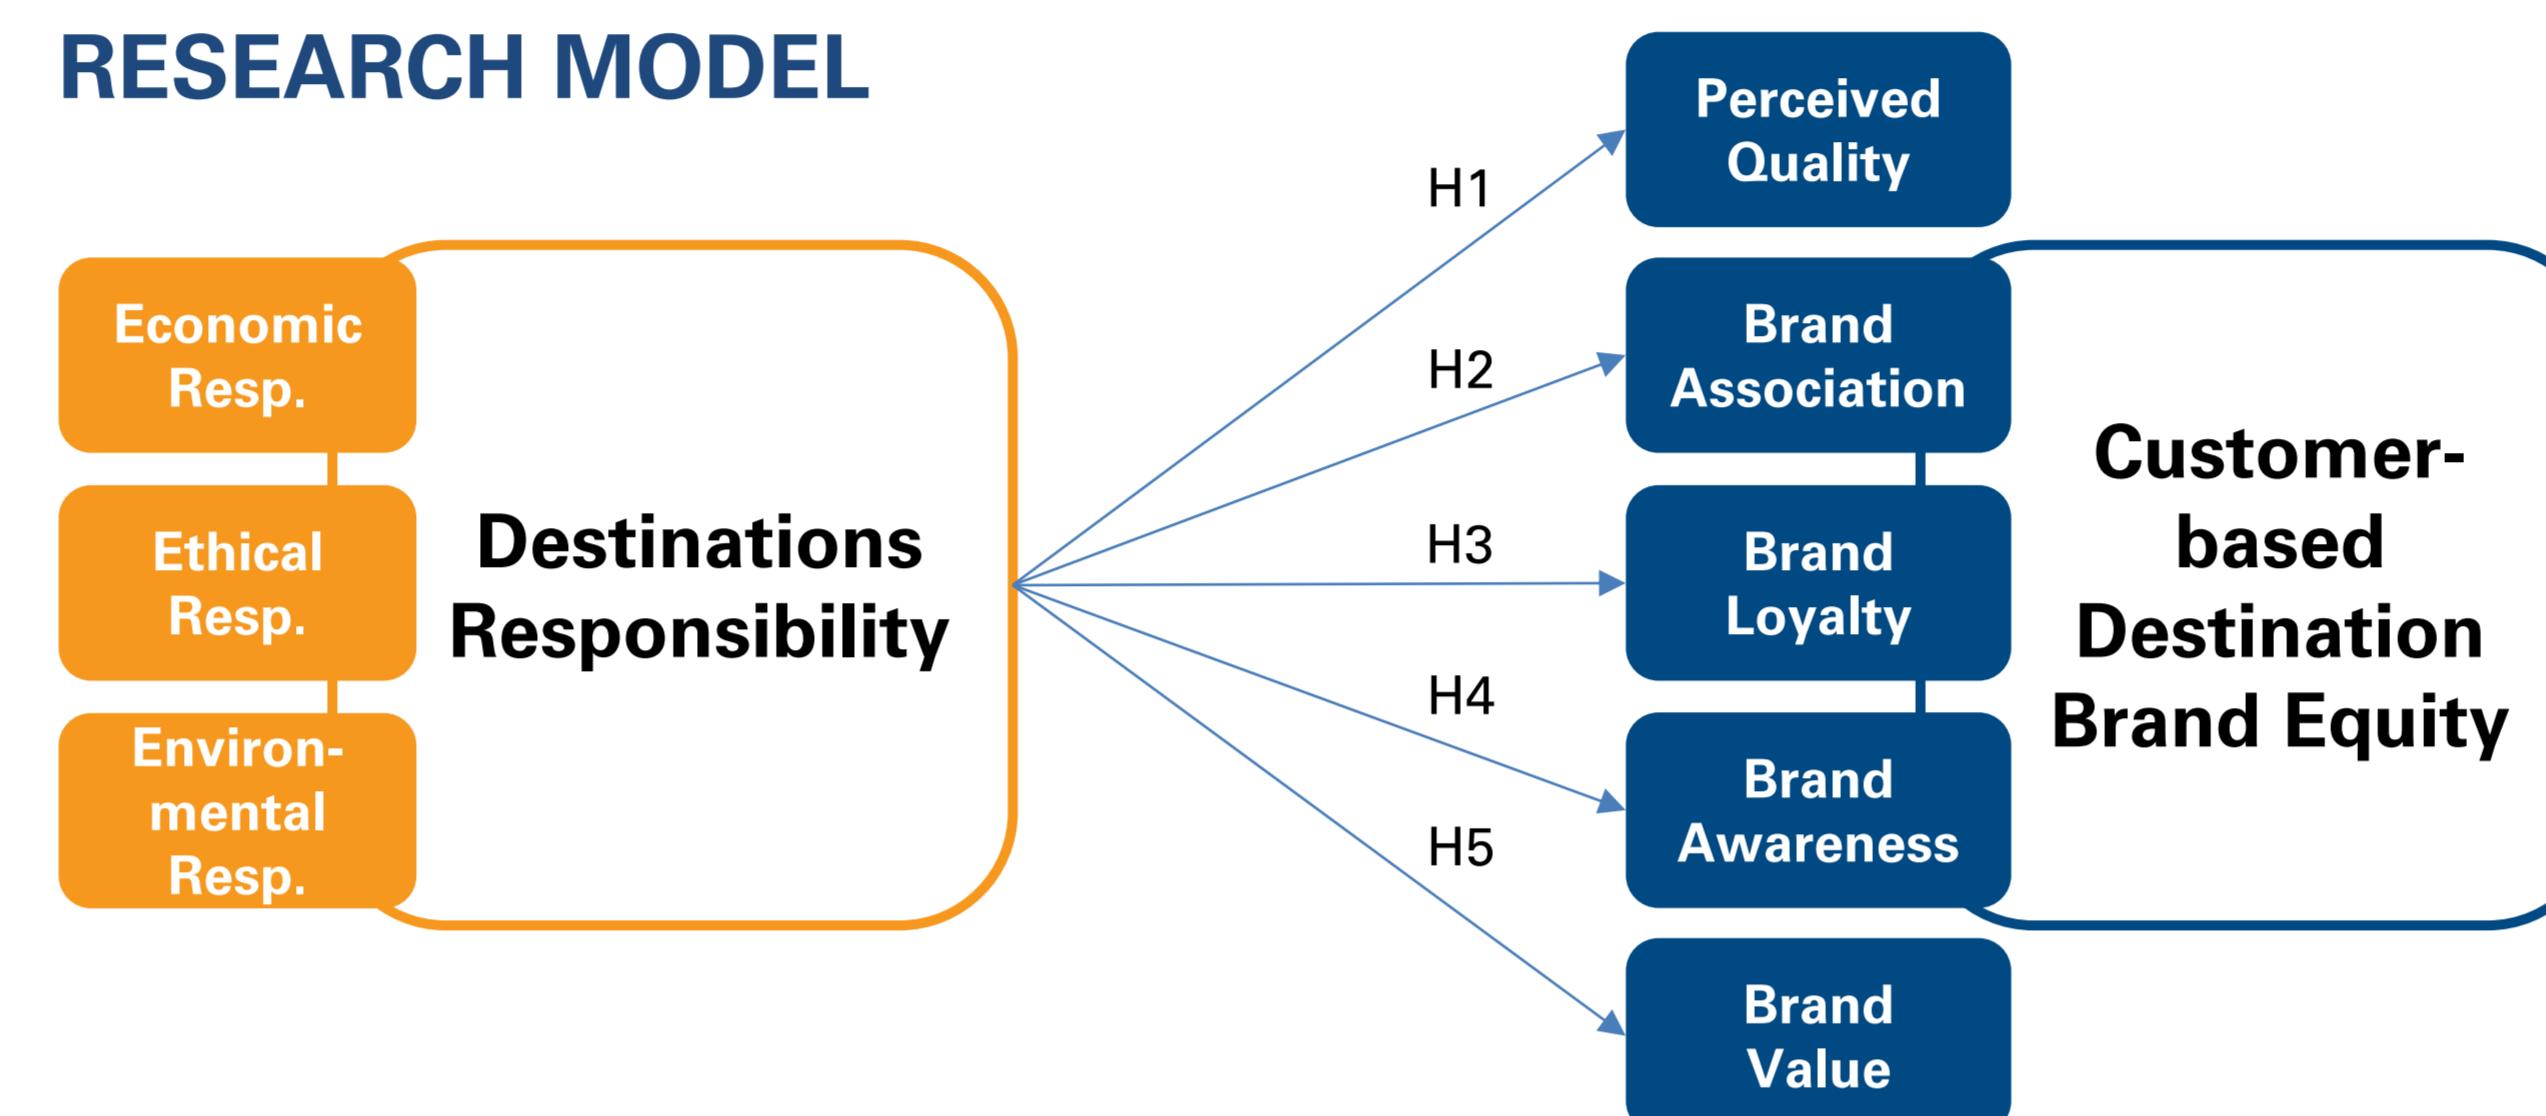 RESEARCH MODEL
Economic
Resp.
Ethical
Resp.
Environ-
mental
Resp.
Destinations
Responsibility
H1
H2
H3
H4
H5
Perceived
Quality
Brand
Association
Brand
Loyalty
Brand
Awareness
Brand
Value
Customer-
based
Destination
Brand Equity